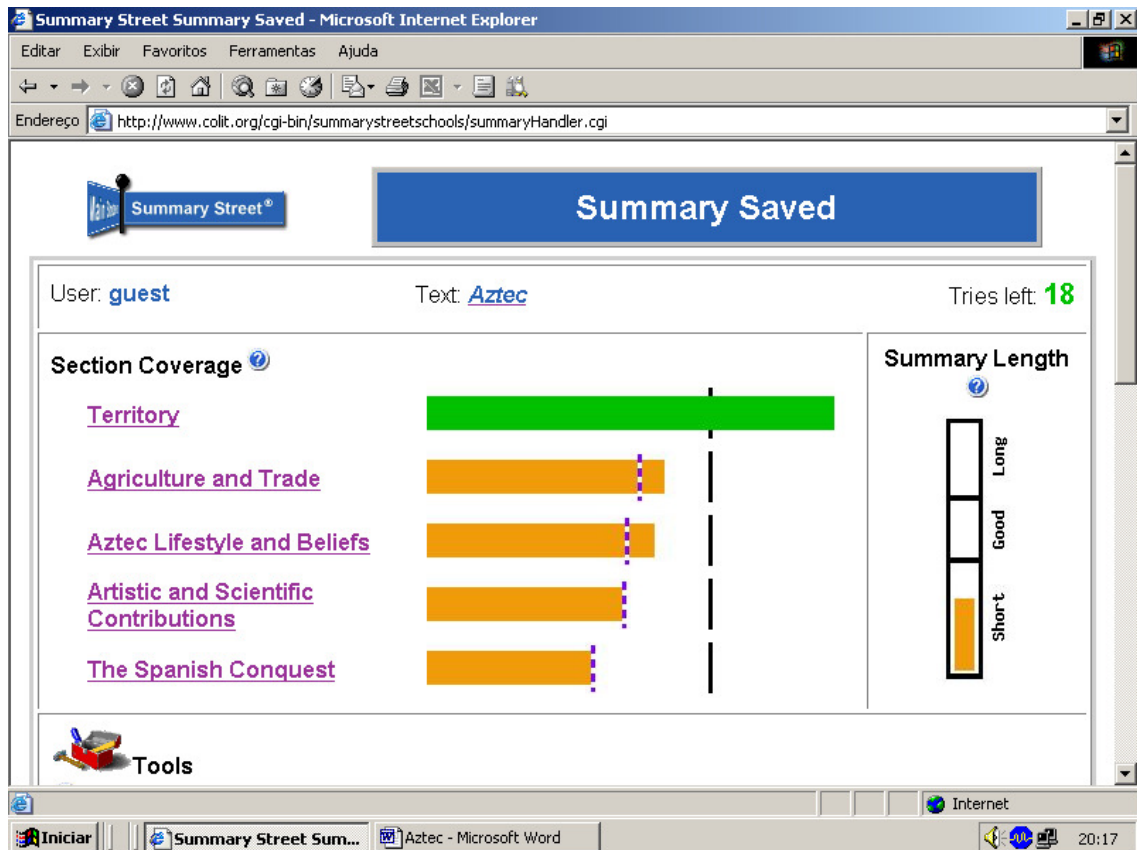 Summary Street Summary Saved - Microsoft Internet Explorer
Editar Exibir Favoritos Ferramentas Ajuda
Endereço http://www.colit.org/cgi-bin/summarystreetschools/summaryHandler.cgi
Summary Street®
Summary Saved
User: guest Text: Aztec Tries left: 18
Section Coverage
Summary Length
Territory
Agriculture and Trade
Aztec Lifestyle and Beliefs
Artistic and Scientific
Contributions
The Spanish Conquest
Long
Good
Short
Tools
Internet
Iniciar Summary Street Sum... Aztec - Microsoft Word 20:17